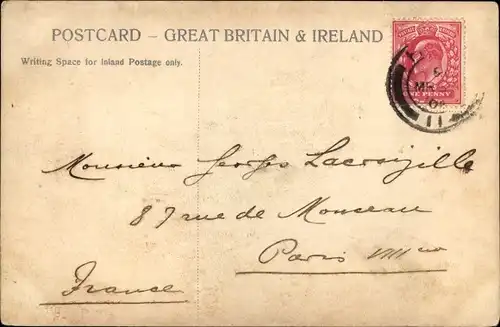 POSTCARD – GREAT BRITAIN & IRELAND
Writing Space for Inland Postage only.
ONE PENNY
11
Monsieur Georges
87 rue de Monceau
Paris VIII
France